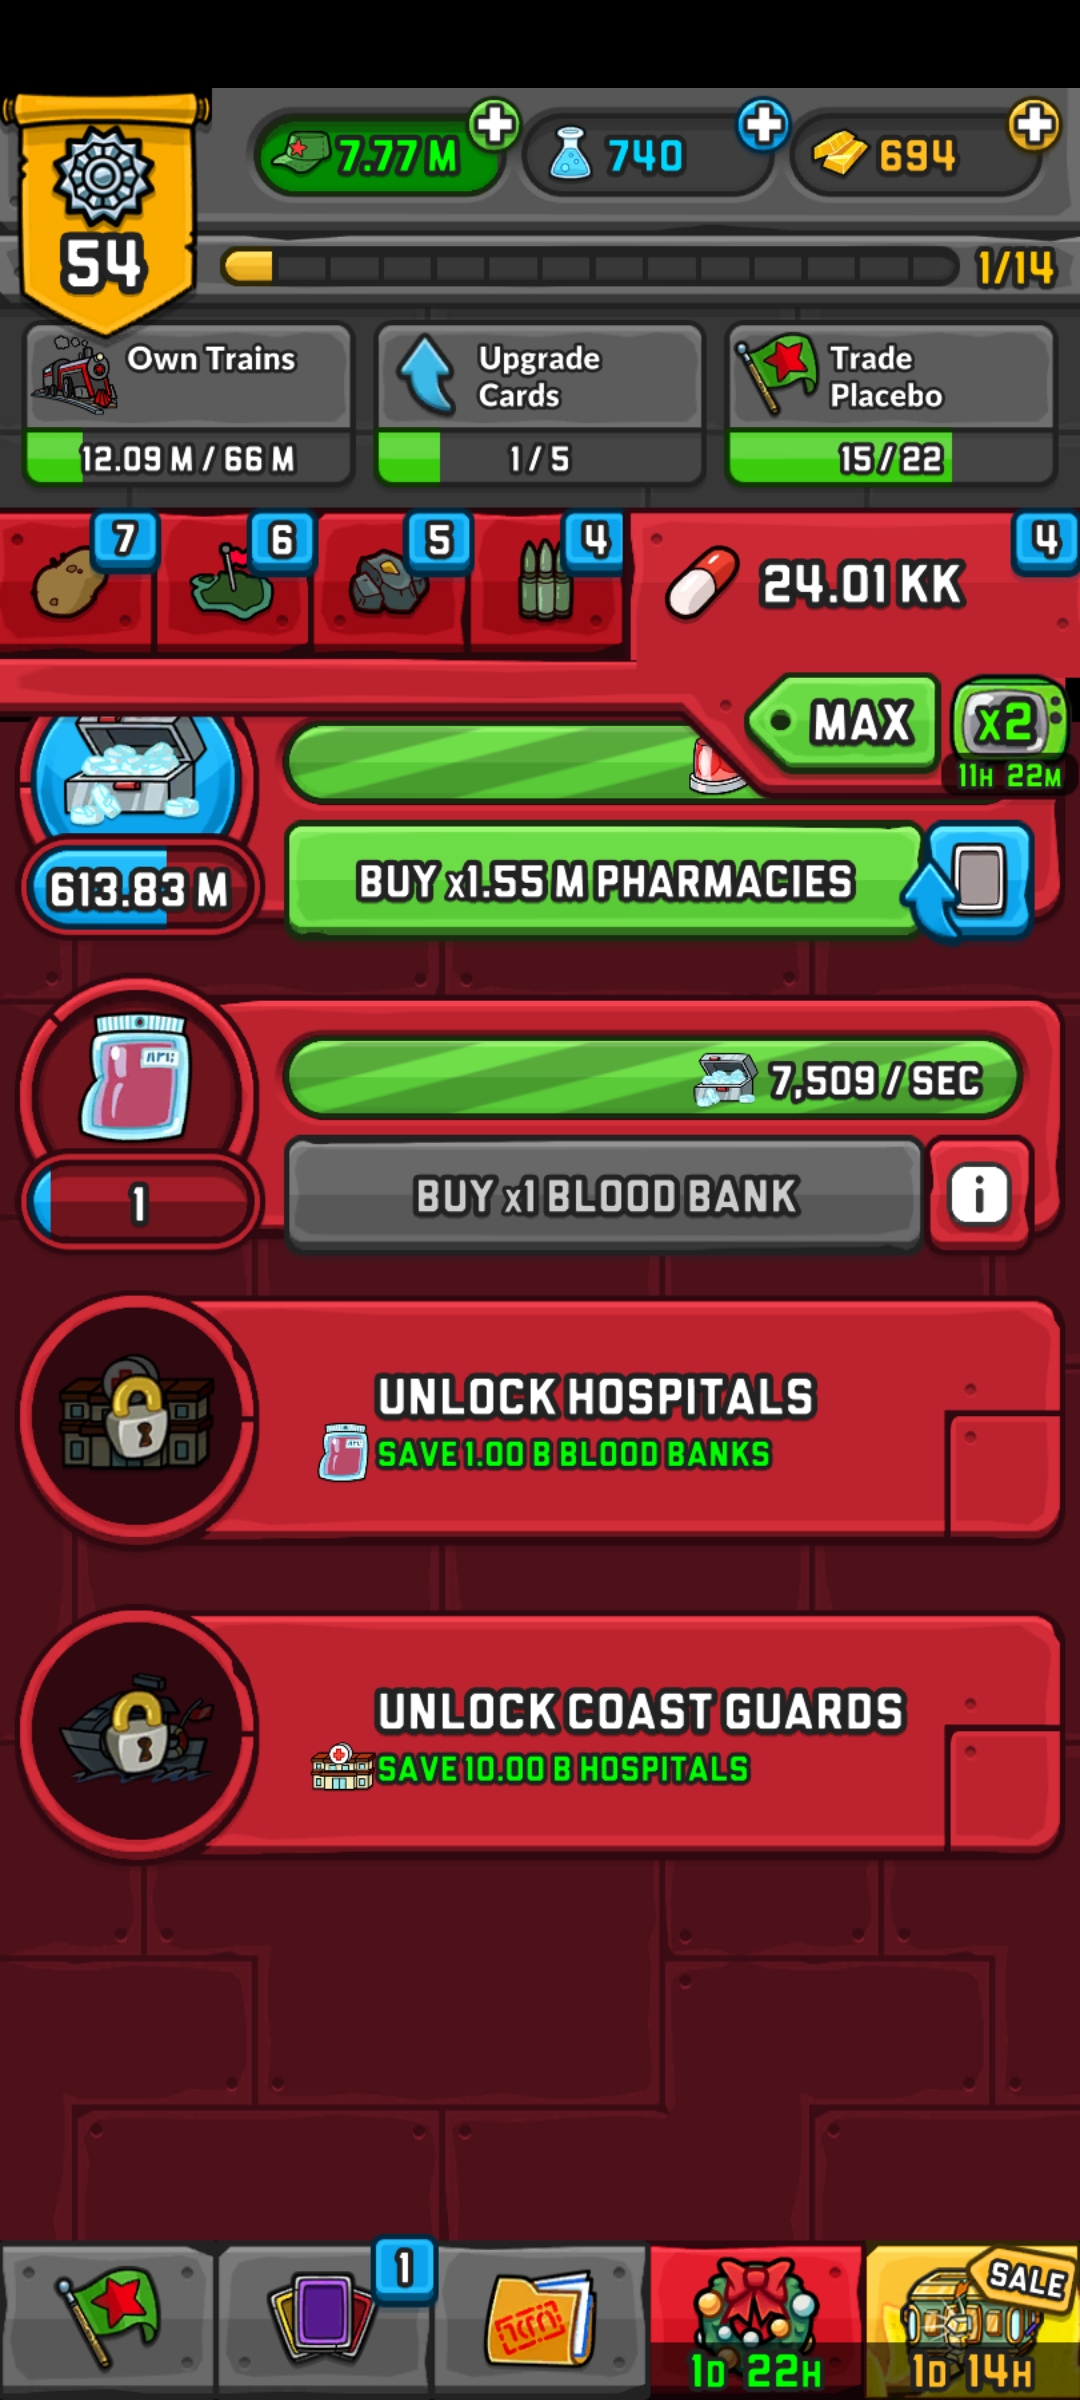 7.77 M
740
694
54
1/14
Own Trains
12.09 M / 66 M
Upgrade
Cards
1 / 5
Trade
Placebo
15 / 22
7
6
5
4
24.01 KK
4
MAX
x2
11H 22M
613.83 M
BUY x1.55 M PHARMACIES
7,509 / SEC
1
BUY x1 BLOOD BANK
i
UNLOCK HOSPITALS
SAVE 1.00 B BLOOD BANKS
UNLOCK COAST GUARDS
SAVE 10.00 B HOSPITALS
1
1D 22H
SALE
1D 14H